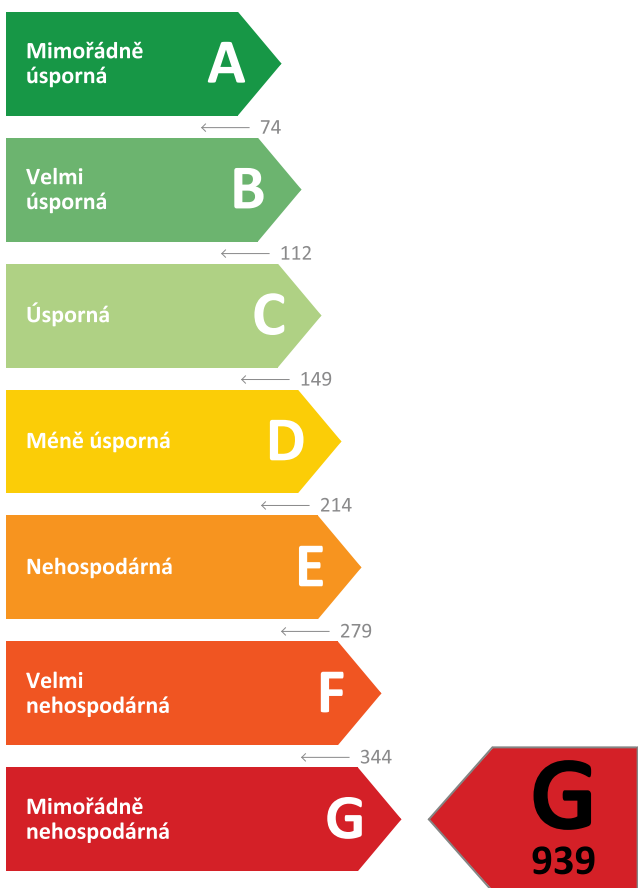 Mimořádně
úsporná
A
74
Velmi
úsporná
B
112
Úsporná
C
149
Méně úsporná
D
214
Nehospodárná
E
279
Velmi
nehospodárná
F
344
Mimořádně
nehospodárná
G
G
939